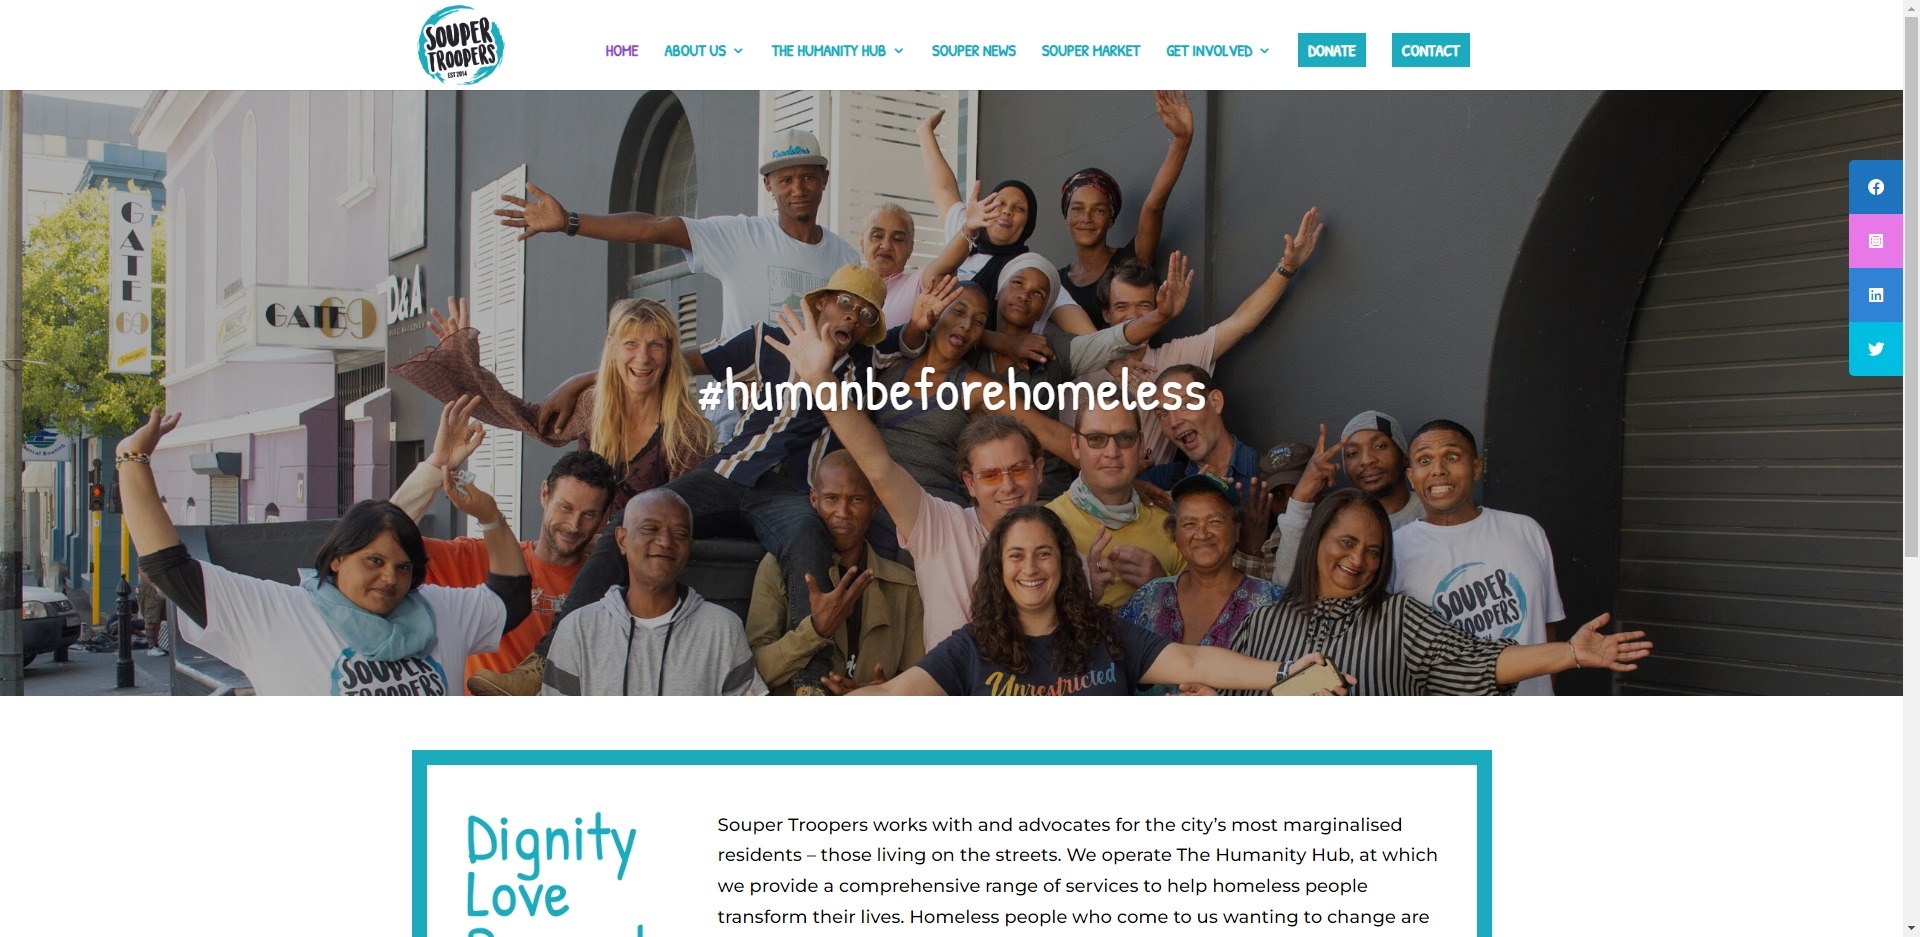 SOUPER
TROOPERS
EST 2014
HOME
ABOUT US
THE HUMANITY HUB
SOUPER NEWS
SOUPER MARKET
GET INVOLVED
DONATE
CONTACT
GATE
69
GATE69
D&A
#humanbeforehomeless
SOUPER
TROOPERS
SOUPER
TROOPERS
Unrestricted
Dignity
Love
Souper Troopers works with and advocates for the city’s most marginalised
residents – those living on the streets. We operate The Humanity Hub, at which
we provide a comprehensive range of services to help homeless people
transform their lives. Homeless people who come to us wanting to change are